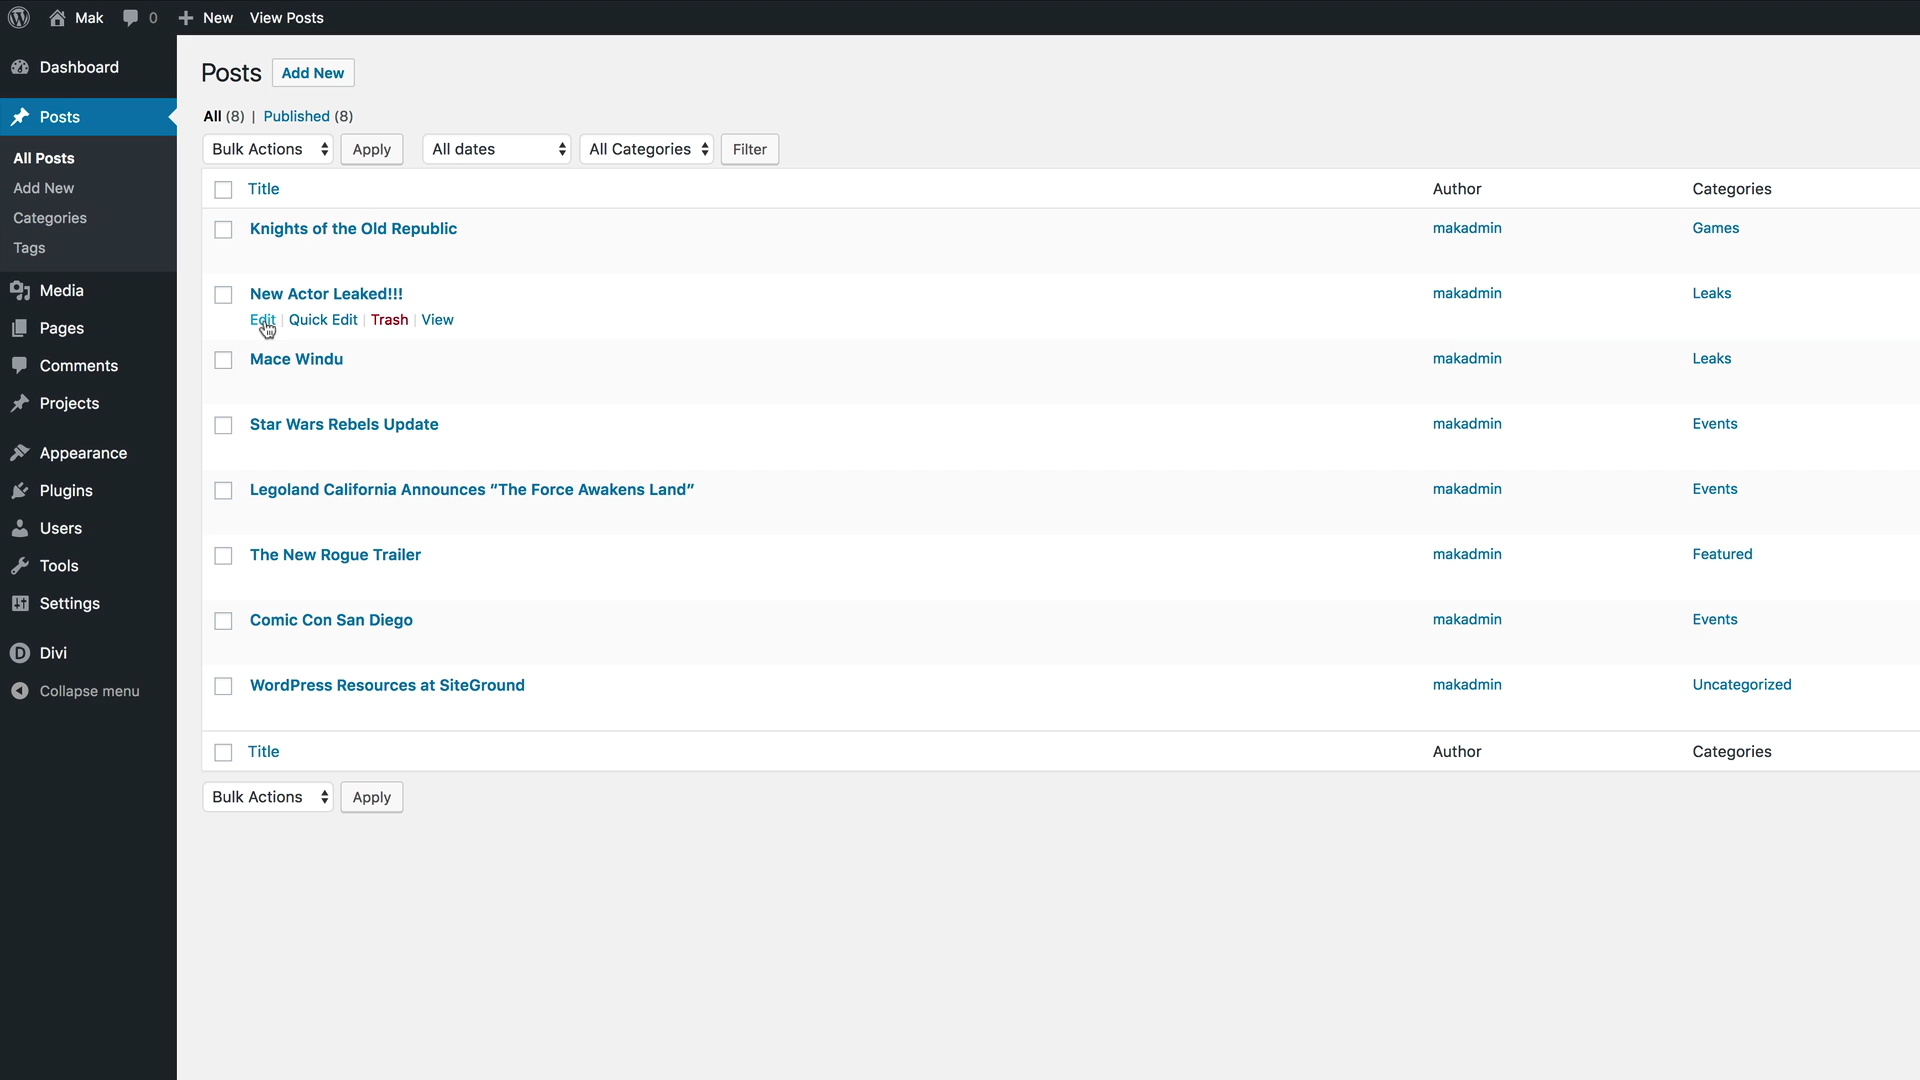 Mak 0 New View Posts
Dashboard
Posts
All Posts
Add New
Categories
Tags
Media
Pages
Comments
Projects
Appearance
Plugins
Users
Tools
Settings
Divi
Collapse menu
Posts Add New
All (8) | Published (8)
Bulk Actions Apply All dates All Categories Filter
Title Author Categories
Knights of the Old Republic makadmin Games
New Actor Leaked!!! makadmin Leaks
Edit | Quick Edit | Trash | View
Mace Windu makadmin Leaks
Star Wars Rebels Update makadmin Events
Legoland California Announces “The Force Awakens Land” makadmin Events
The New Rogue Trailer makadmin Featured
Comic Con San Diego makadmin Events
WordPress Resources at SiteGround makadmin Uncategorized
Title Author Categories
Bulk Actions Apply